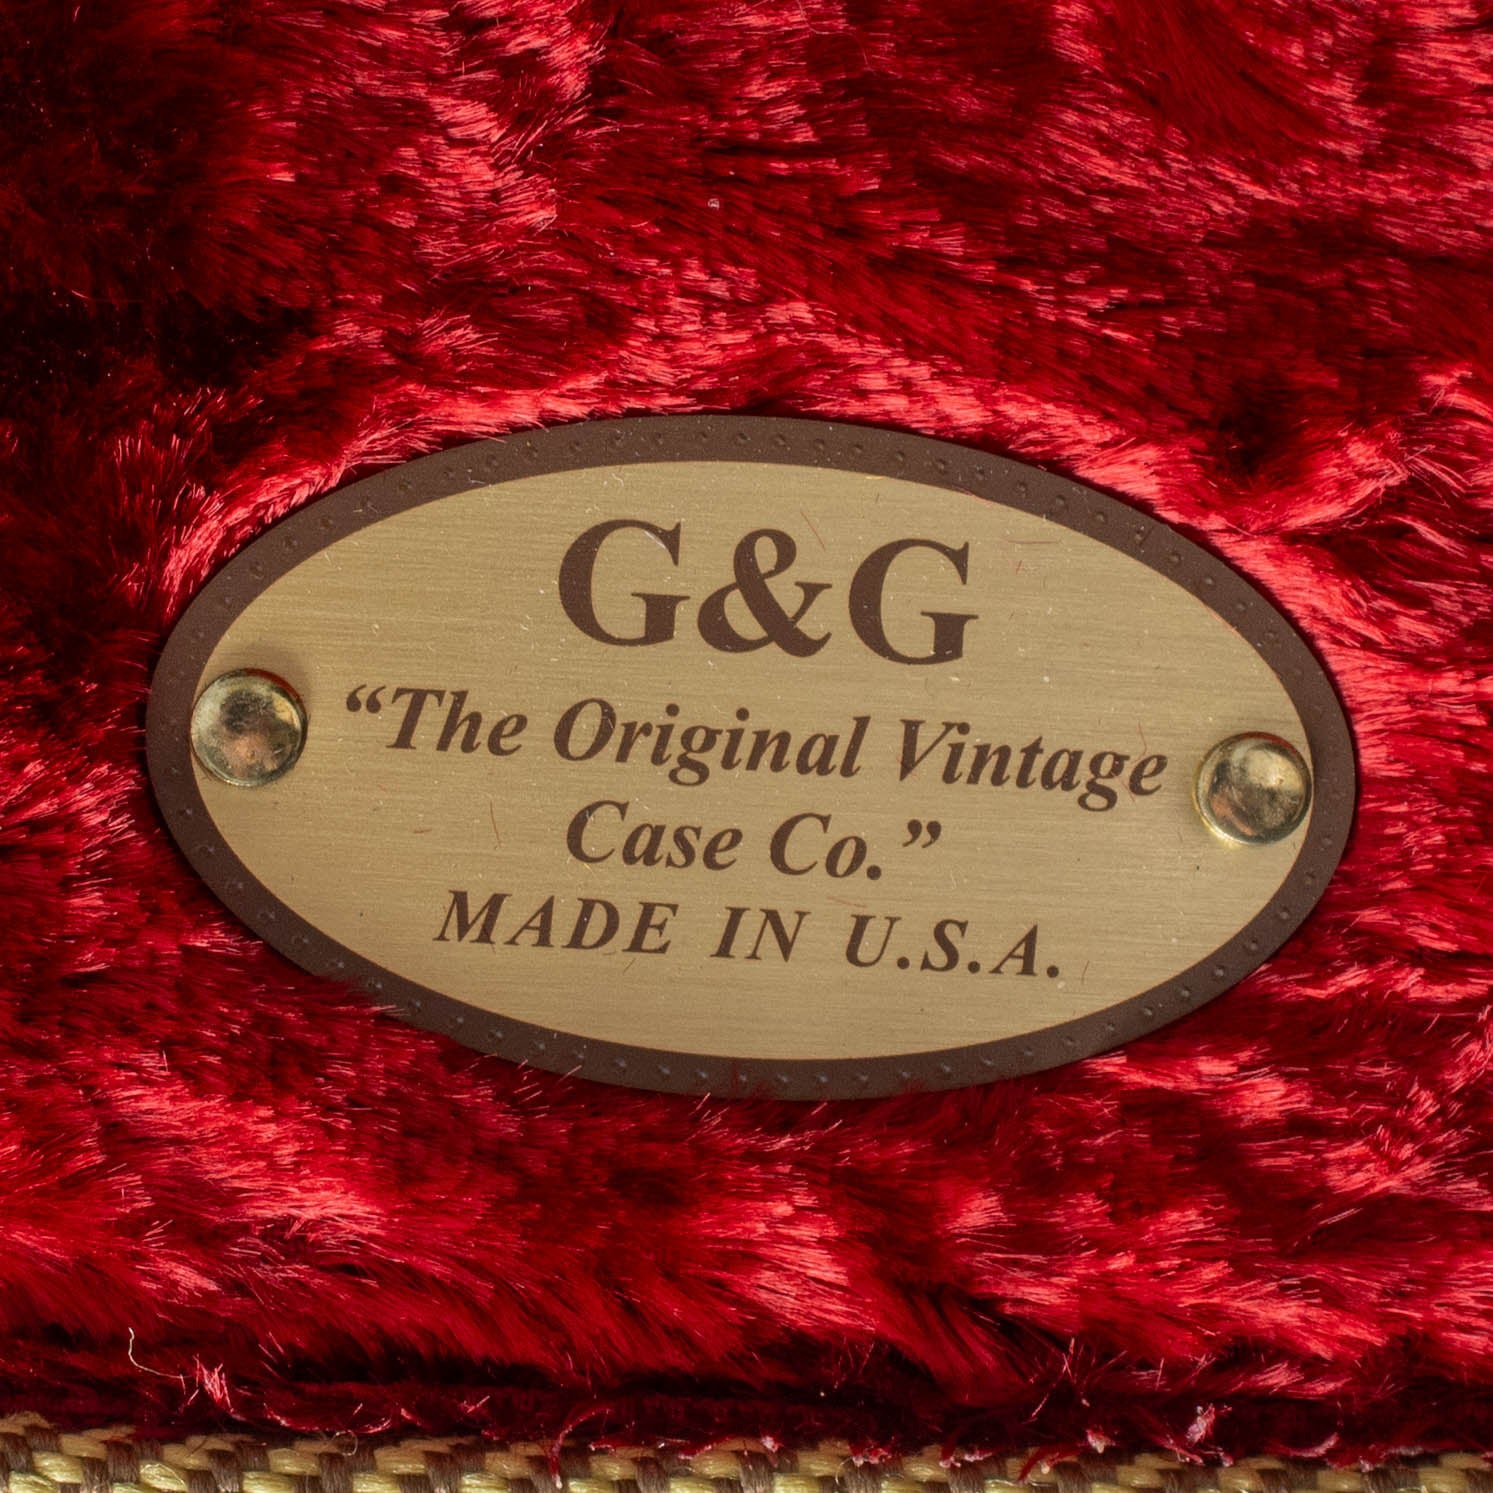 G&G
“The Original Vintage
Case Co.”
MADE IN U.S.A.